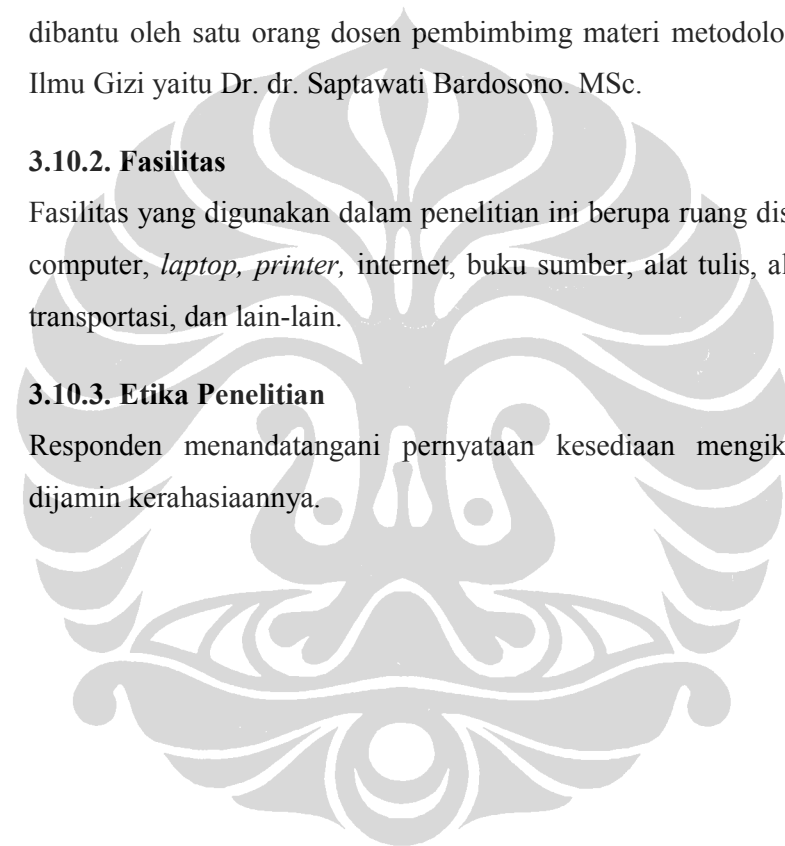 dibantu oleh satu orang dosen pembimbimg materi metodolo
Ilmu Gizi yaitu Dr. dr. Saptawati Bardosono. MSc.
3.10.2. Fasilitas
Fasilitas yang digunakan dalam penelitian ini berupa ruang dis
computer, laptop, printer, internet, buku sumber, alat tulis, al
transportasi, dan lain-lain.
3.10.3. Etika Penelitian
Responden menandatangani pernyataan kesediaan mengik
dijamin kerahasiaannya.